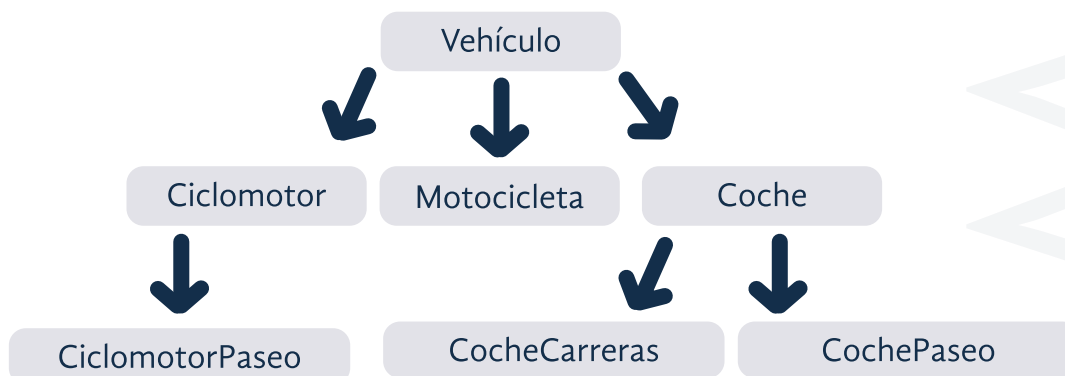 Vehículo
Ciclomotor
Motocicleta
Coche
CiclomotorPaseo
CocheCarreras
CochePaseo